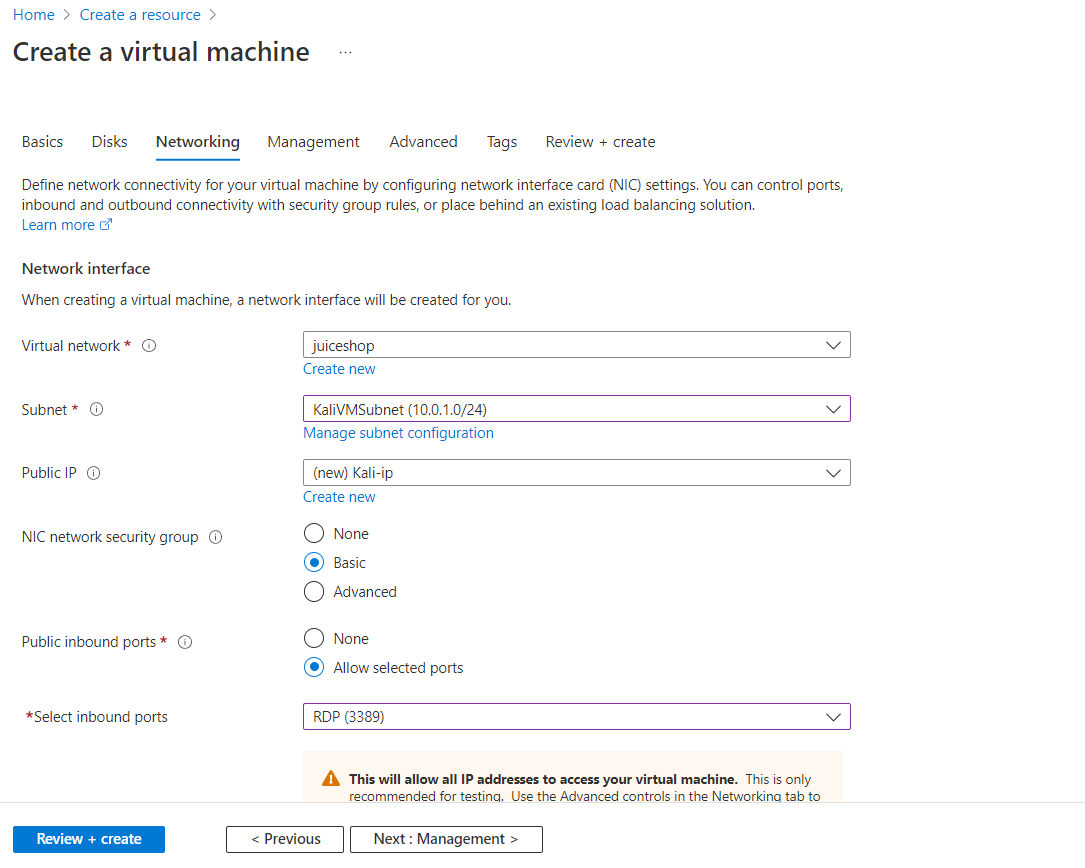 Home > Create a resource >
Create a virtual machine ...
Basics Disks Networking Management Advanced Tags Review + create
Define network connectivity for your virtual machine by configuring network interface card (NIC) settings. You can control ports,
inbound and outbound connectivity with security group rules, or place behind an existing load balancing solution.
Learn more
Network interface
When creating a virtual machine, a network interface will be created for you.
Virtual network *
juiceshop
Create new
Subnet *
KaliVMSubnet (10.0.1.0/24)
Manage subnet configuration
Public IP
(new) Kali-ip
Create new
NIC network security group
None
Basic
Advanced
Public inbound ports *
None
Allow selected ports
*Select inbound ports
RDP (3389)
This will allow all IP addresses to access your virtual machine. This is only
recommended for testing. Use the Advanced controls in the Networking tab to
Review + create < Previous Next : Management >